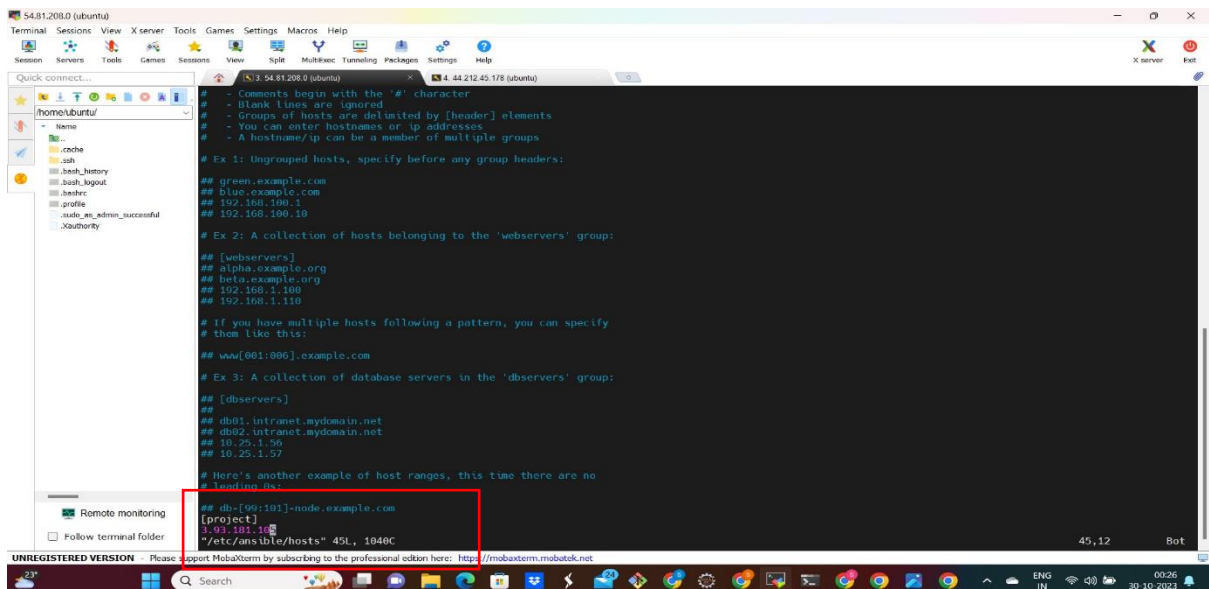 54.81.208.0 (ubuntu)
Terminal Sessions View X server Tools Games Settings Macros Help
Session Servers Tools Games Sessions View Split MultiExec Tunneling Packages Settings Help X server Exit
Quick connect... 3. 54.81.208.0 (ubuntu) 4. 44.212.45.178 (ubuntu)
/home/ubuntu/
Name
..
.cache
.ssh
.bash_history
.bash_logout
.bashrc
.profile
.sudo_as_admin_successful
.Xauthority
# - Comments begin with the '#' character
# - Blank lines are ignored
# - Groups of hosts are delimited by [header] elements
# - You can enter hostnames or ip addresses
# - A hostname/ip can be a member of multiple groups
# Ex 1: Ungrouped hosts, specify before any group headers:
## green.example.com
## blue.example.com
## 192.168.100.1
## 192.168.100.10
# Ex 2: A collection of hosts belonging to the 'webservers' group:
## [webservers]
## alpha.example.org
## beta.example.org
## 192.168.1.100
## 192.168.1.110
# If you have multiple hosts following a pattern, you can specify
# them like this:
## www[001:006].example.com
# Ex 3: A collection of database servers in the 'dbservers' group:
## [dbservers]
##
## db01.intranet.mydomain.net
## db02.intranet.mydomain.net
## 10.25.1.56
## 10.25.1.57
# Here's another example of host ranges, this time there are no
# leading 0s:
## db-[99:101]-node.example.com
[project]
3.93.181.105
"/etc/ansible/hosts" 45L, 1040C 45,12 Bot
Remote monitoring
Follow terminal folder
UNREGISTERED VERSION - Please support MobaXterm by subscribing to the professional edition here: https://mobaxterm.mobatek.net
23°
Search
24
ENG
IN
00:26
30-10-2023